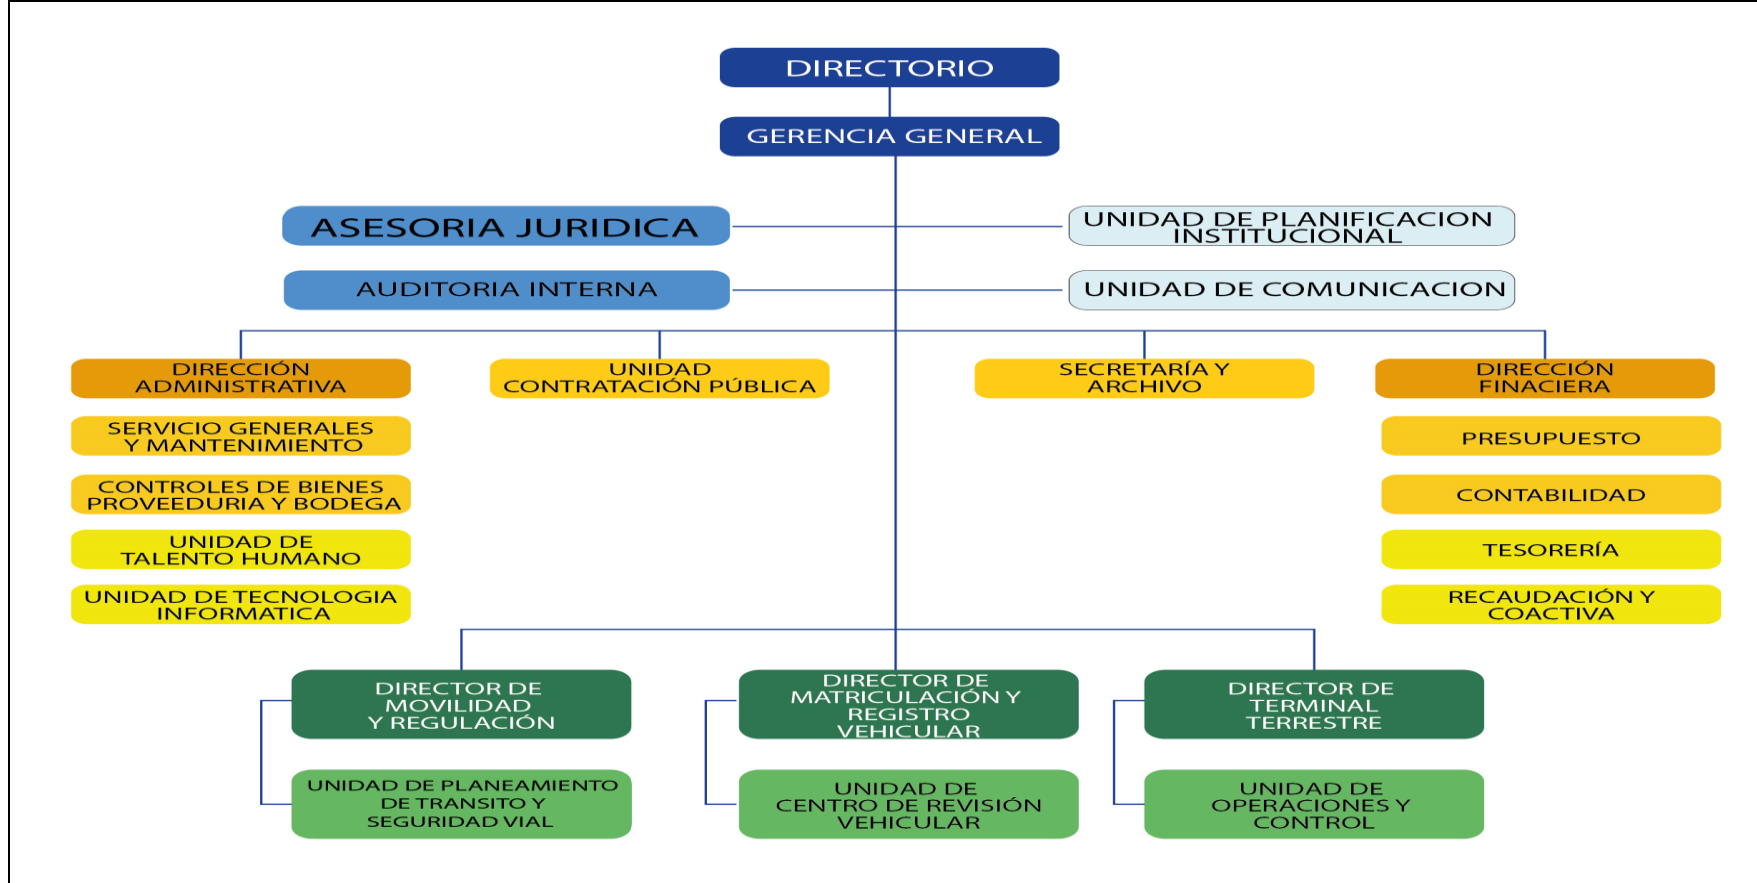 DIRECTORIO
GERENCIA GENERAL
ASESORIA JURIDICA
UNIDAD DE PLANIFICACION
INSTITUCIONAL
AUDITORIA INTERNA
UNIDAD DE COMUNICACION
DIRECCIÓN
ADMINISTRATIVA
UNIDAD
CONTRATACIÓN PÚBLICA
SECRETARÍA Y
ARCHIVO
DIRECCIÓN
FINACIERA
SERVICIO GENERALES
Y MANTENIMIENTO
CONTROLES DE BIENES
PROVEEDURIA Y BODEGA
UNIDAD DE
TALENTO HUMANO
UNIDAD DE TECNOLOGIA
INFORMATICA
PRESUPUESTO
CONTABILIDAD
TESORERÍA
RECAUDACIÓN Y
COACTIVA
DIRECTOR DE
MOVILIDAD
Y REGULACIÓN
DIRECTOR DE
MATRICULACIÓN Y
REGISTRO
VEHICULAR
DIRECTOR DE
TERMINAL
TERRESTRE
UNIDAD DE PLANEAMIENTO
DE TRANSITO Y
SEGURIDAD VIAL
UNIDAD DE
CENTRO DE REVISIÓN
VEHICULAR
UNIDAD DE
OPERACIONES Y
CONTROL